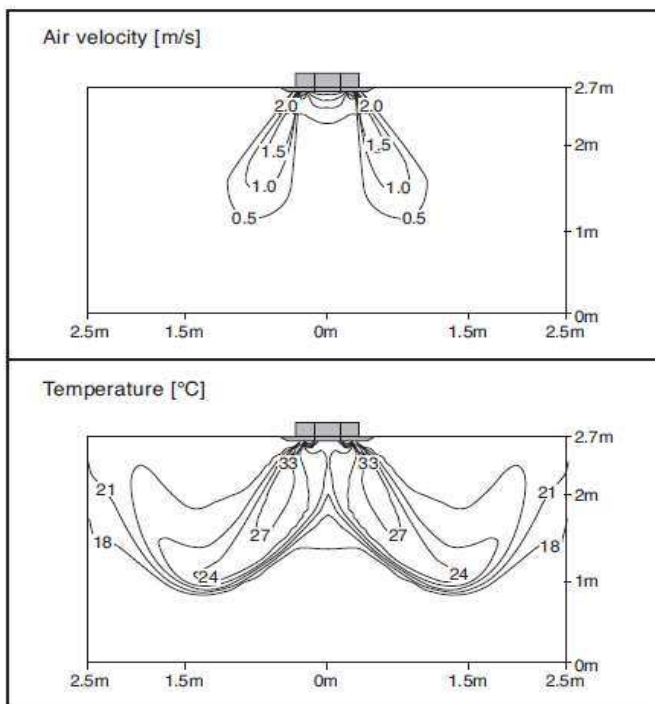 Air velocity [m/s]
2.7m
2.0 2.0
2m
1.5 1.5
1.0 1.0
0.5 0.5
1m
0m
2.5m 1.5m 0m 1.5m 2.5m
Temperature [°C]
2.7m
33 33
21 21
2m
27 27
18 18
24 24
1m
0m
2.5m 1.5m 0m 1.5m 2.5m